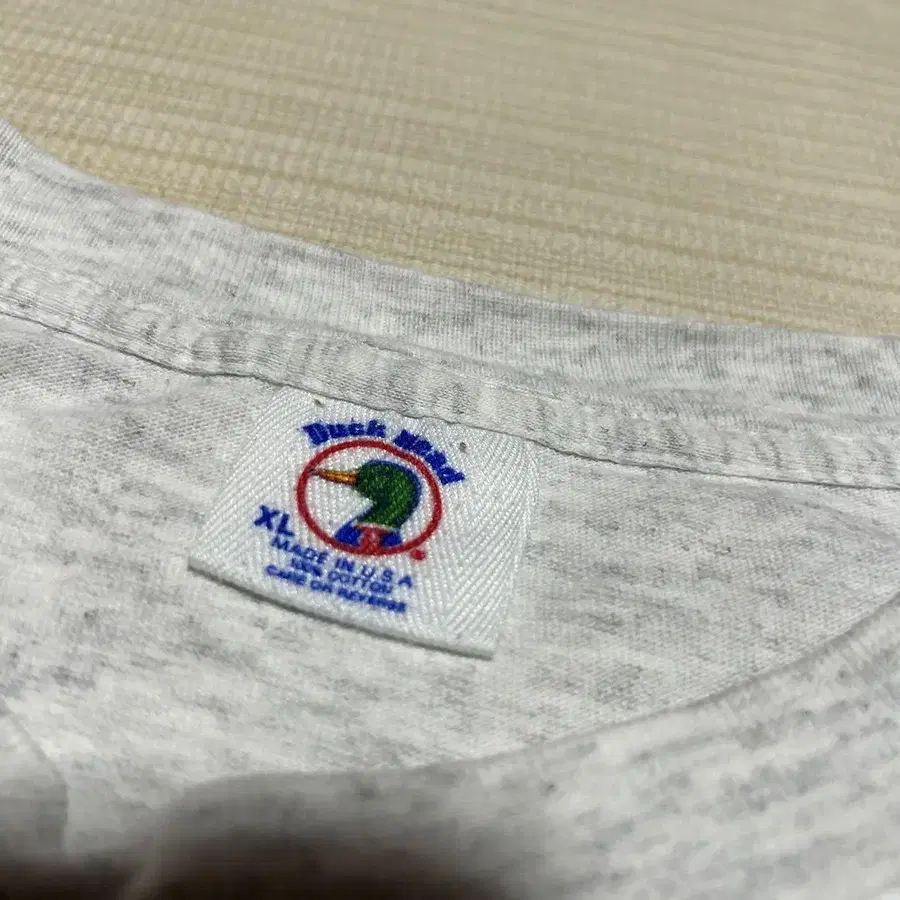 Duck Head
XL
®
MADE IN U.S.A
100% COTTON
CARE ON REVERSE